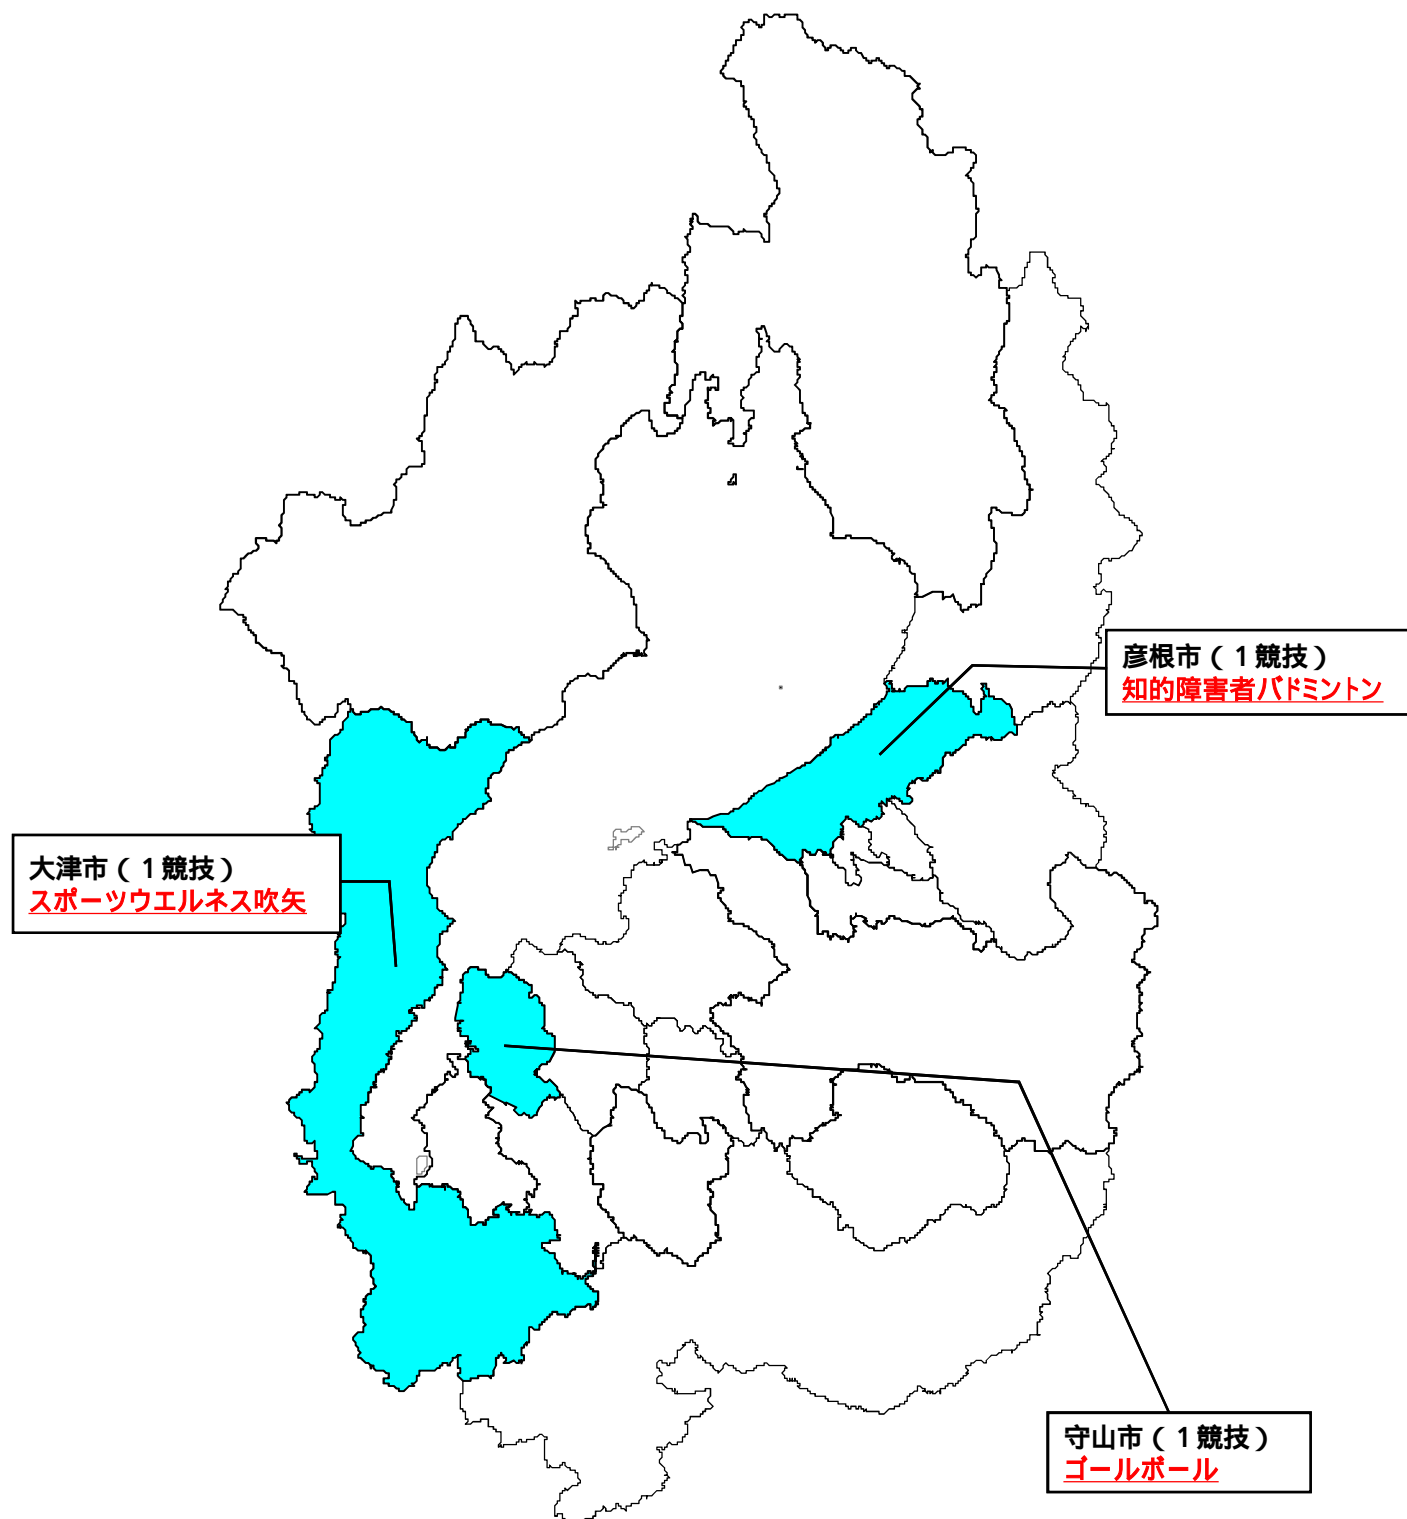 彦根市（１競技）
知的障害者バドミントン
大津市（１競技）
スポーツウエルネス吹矢
守山市（１競技）
ゴールボール